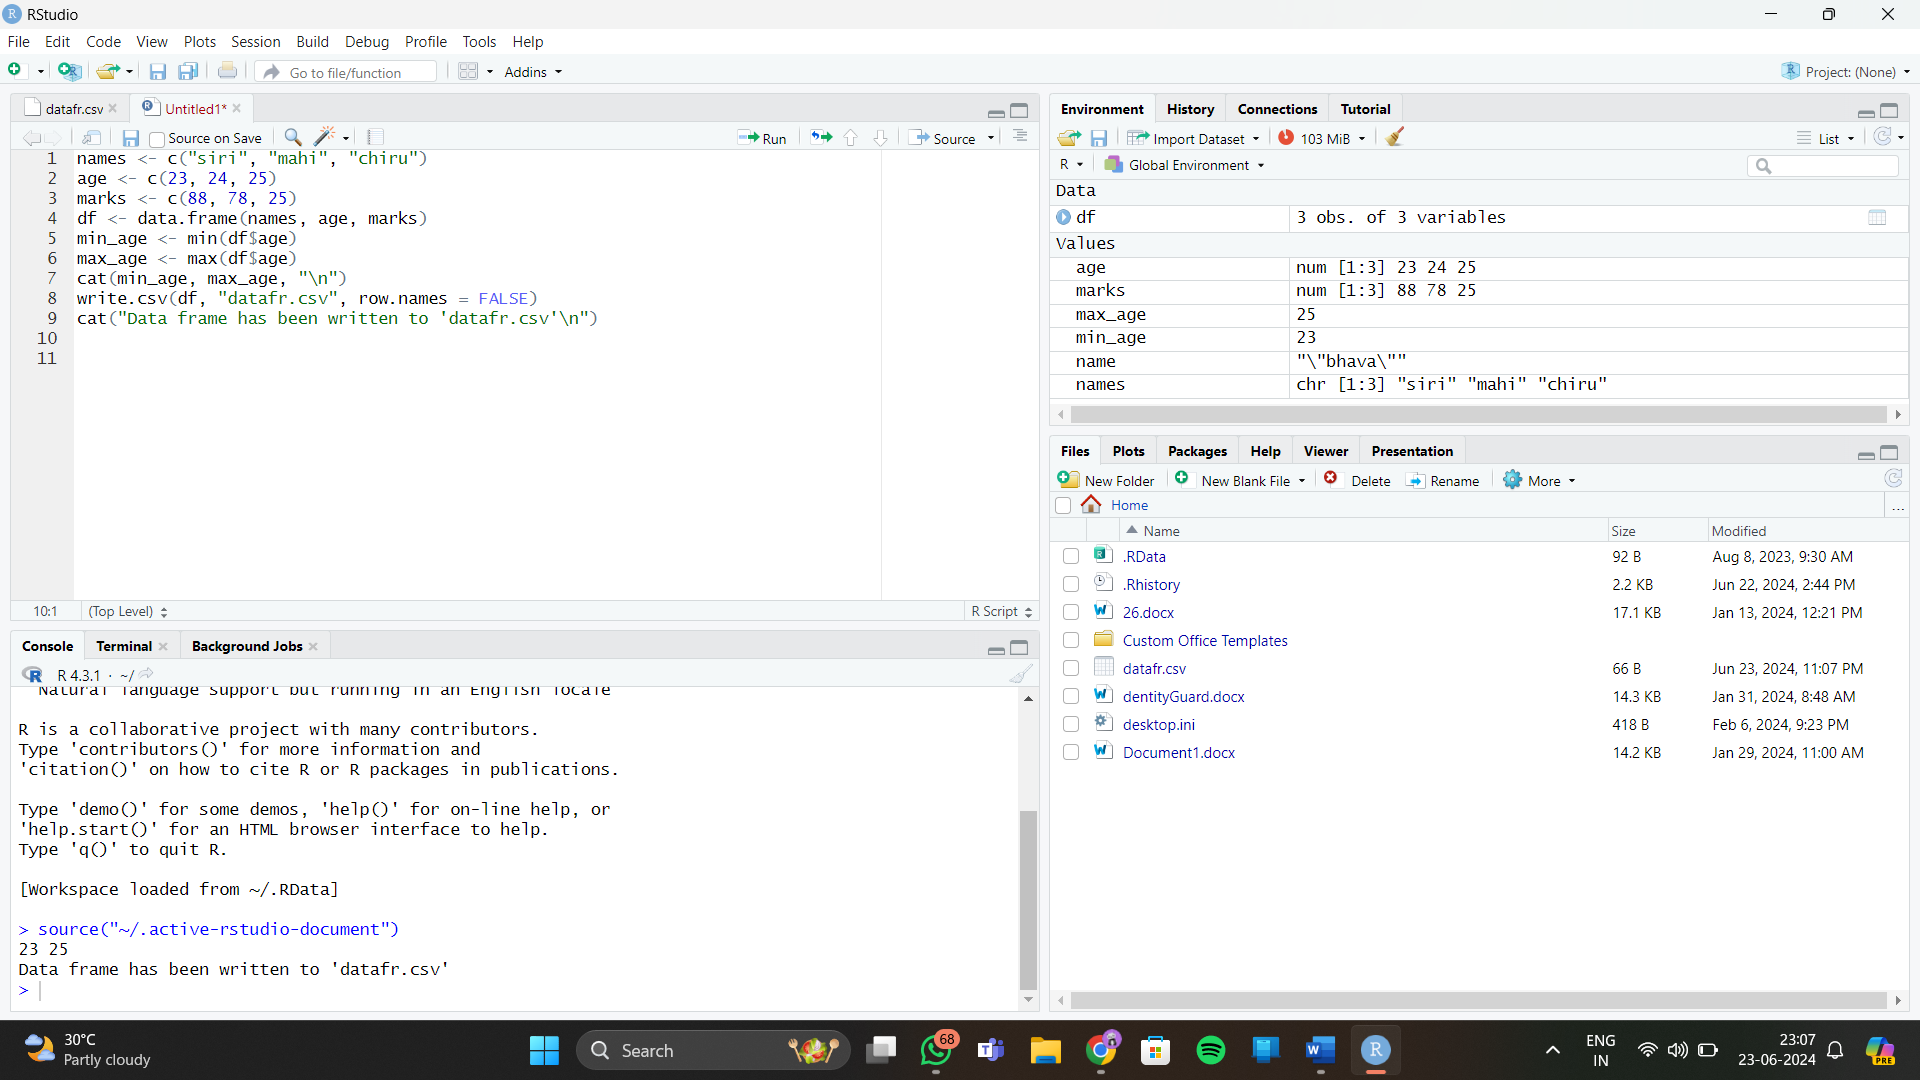 RStudio
File Edit Code View Plots Session Build Debug Profile Tools Help
Go to file/function Addins Project: (None)
datafr.csv Untitled1*
Source on Save Run Source
1 names <- c("siri", "mahi", "chiru")
2 age <- c(23, 24, 25)
3 marks <- c(88, 78, 25)
4 df <- data.frame(names, age, marks)
5 min_age <- min(df$age)
6 max_age <- max(df$age)
7 cat(min_age, max_age, "\n")
8 write.csv(df, "datafr.csv", row.names = FALSE)
9 cat("Data frame has been written to 'datafr.csv'\n")
10
11
10:1 (Top Level) R Script
Console Terminal Background Jobs
R 4.3.1 · ~/
Natural language support but running in an English locale
R is a collaborative project with many contributors.
Type 'contributors()' for more information and
'citation()' on how to cite R or R packages in publications.
Type 'demo()' for some demos, 'help()' for on-line help, or
'help.start()' for an HTML browser interface to help.
Type 'q()' to quit R.
[Workspace loaded from ~/.RData]
> source("~/.active-rstudio-document")
23 25
Data frame has been written to 'datafr.csv'
>
Environment History Connections Tutorial
Import Dataset 103 MiB List
R Global Environment
Data
df 3 obs. of 3 variables
Values
age num [1:3] 23 24 25
marks num [1:3] 88 78 25
max_age 25
min_age 23
name "\"bhava\""
names chr [1:3] "siri" "mahi" "chiru"
Files Plots Packages Help Viewer Presentation
New Folder New Blank File Delete Rename More
Home ...
Name Size Modified
.RData 92 B Aug 8, 2023, 9:30 AM
.Rhistory 2.2 KB Jun 22, 2024, 2:44 PM
26.docx 17.1 KB Jan 13, 2024, 12:21 PM
Custom Office Templates
datafr.csv 66 B Jun 23, 2024, 11:07 PM
dentityGuard.docx 14.3 KB Jan 31, 2024, 8:48 AM
desktop.ini 418 B Feb 6, 2024, 9:23 PM
Document1.docx 14.2 KB Jan 29, 2024, 11:00 AM
30°C
Partly cloudy
Search
68
ENG
IN
23:07
23-06-2024
PRE